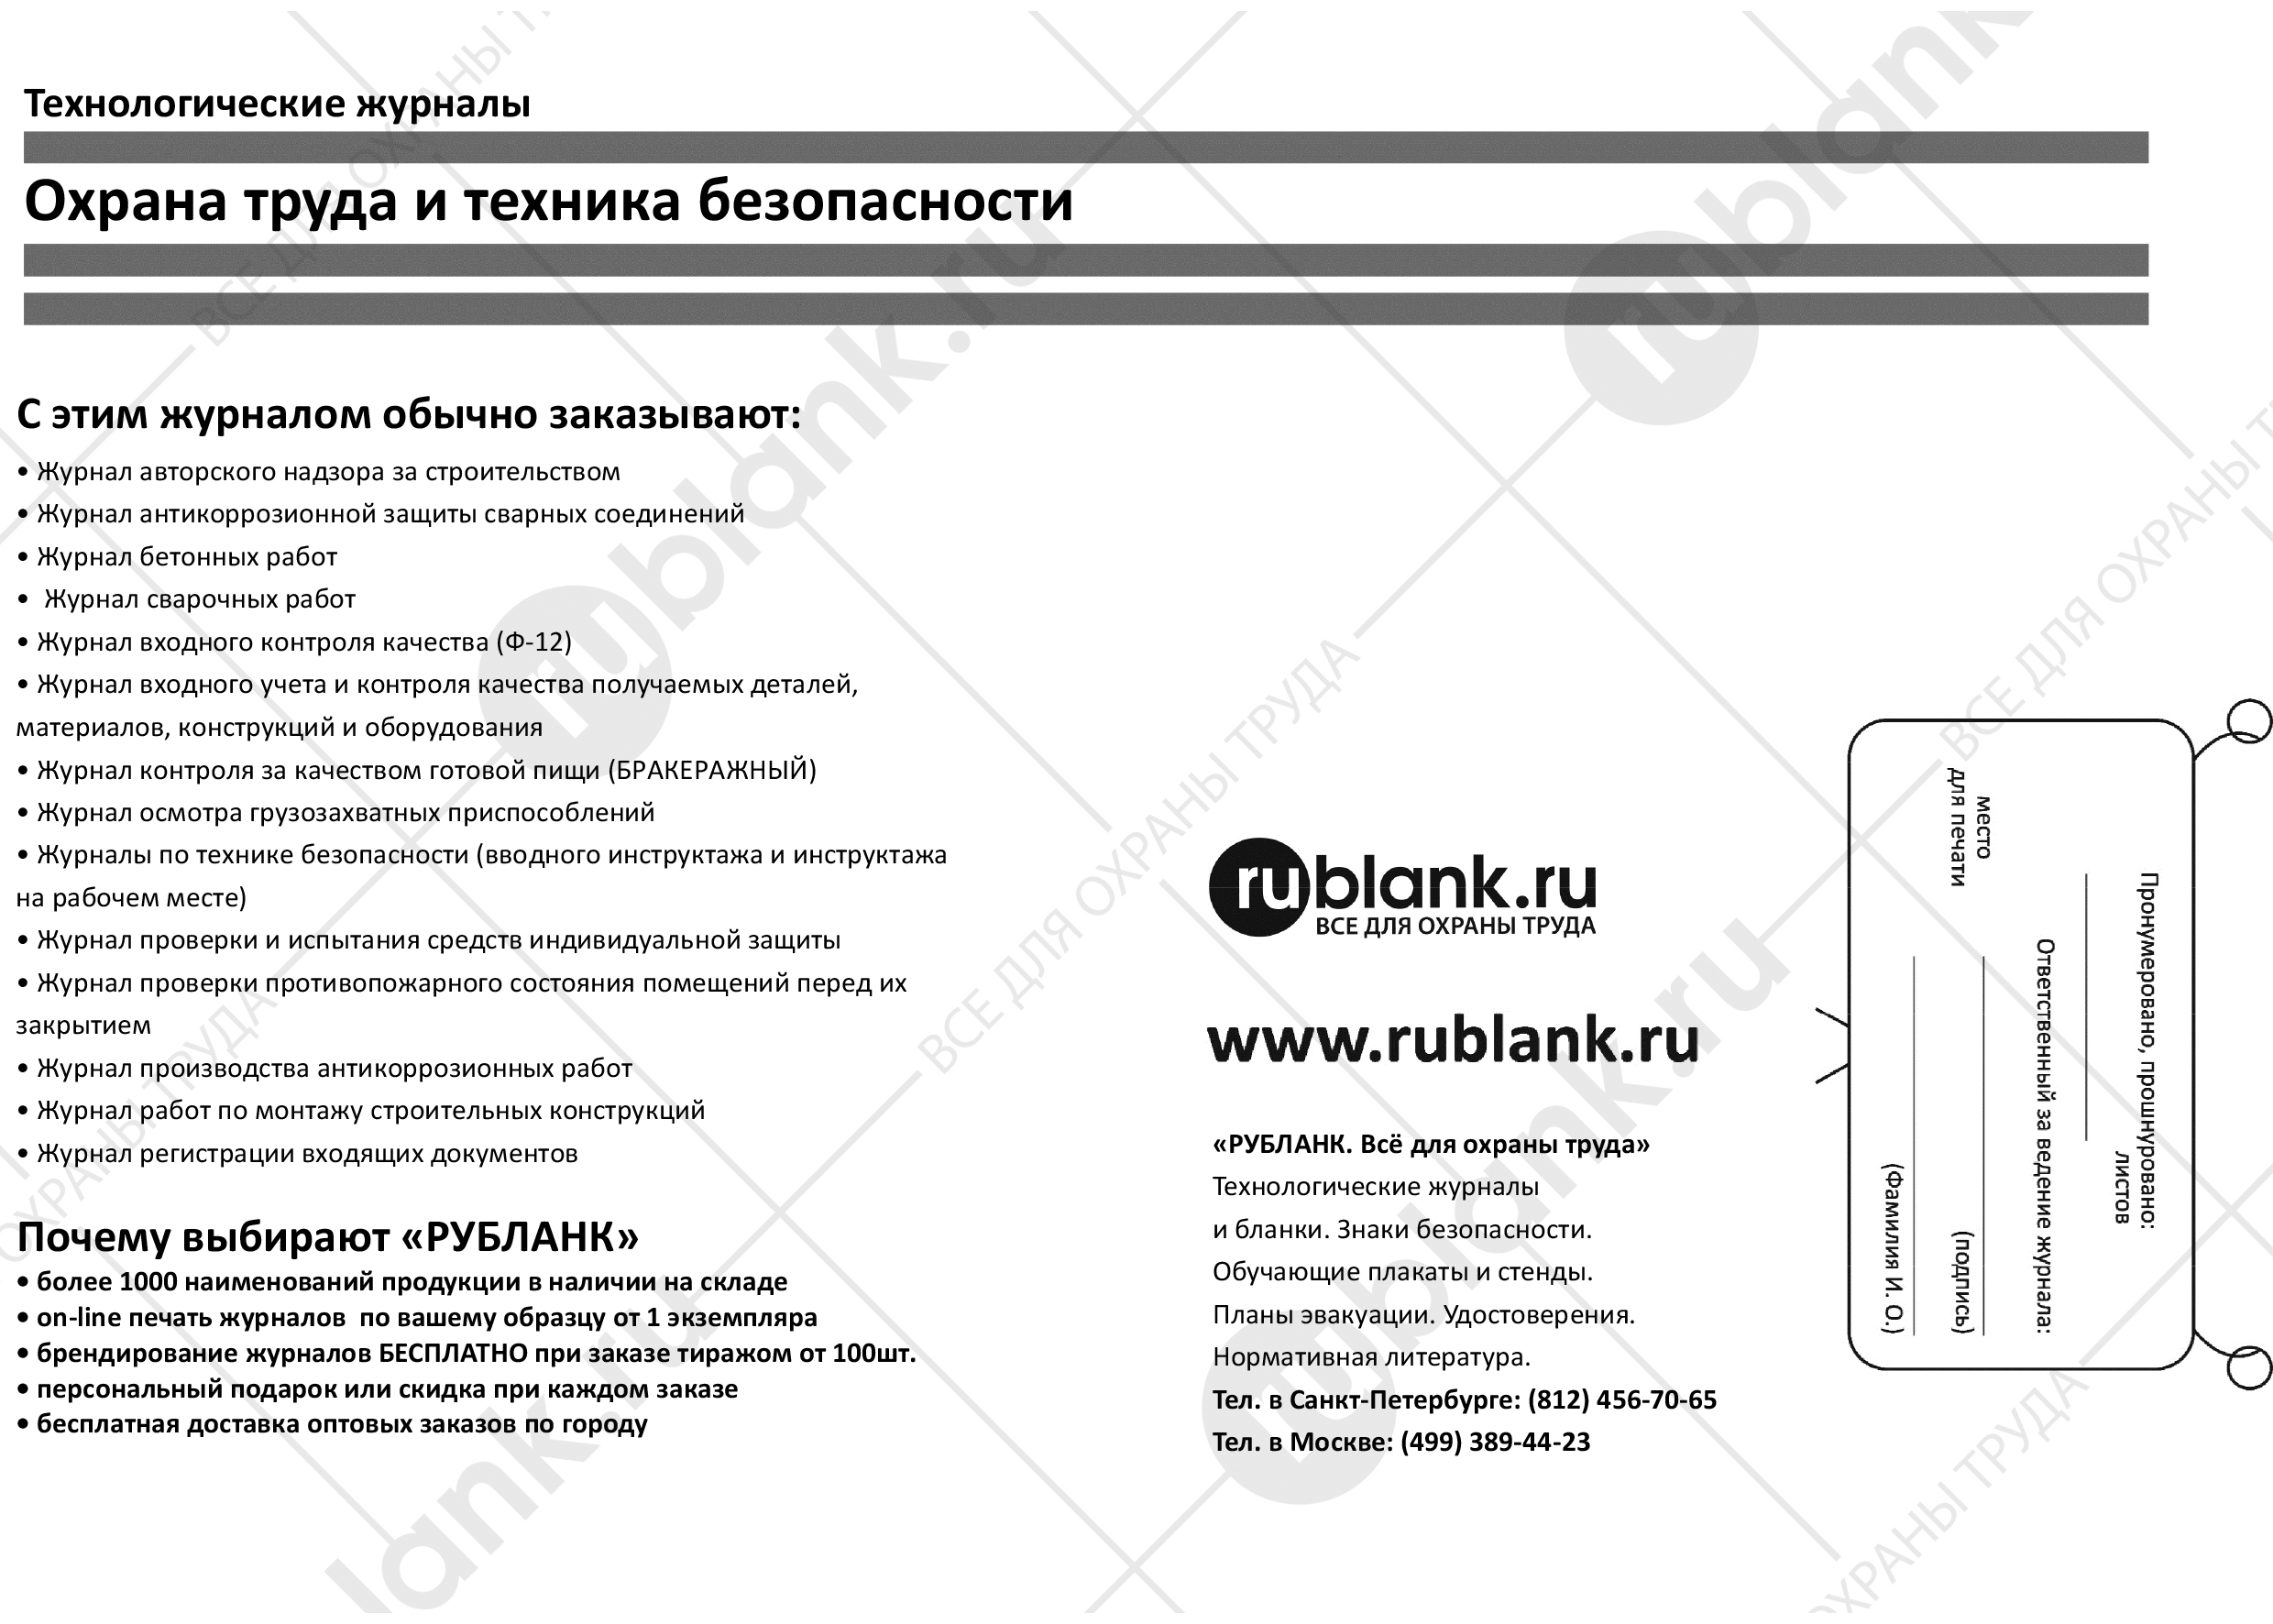 Технологические журналы
Охрана труда и техника безопасности
С этим журналом обычно заказывают:
• Журнал авторского надзора за строительством
• Журнал антикоррозионной защиты сварных соединений
• Журнал бетонных работ
• Журнал сварочных работ
• Журнал входного контроля качества (Ф-12)
• Журнал входного учета и контроля качества получаемых деталей,
материалов, конструкций и оборудования
• Журнал контроля за качеством готовой пищи (БРАКЕРАЖНЫЙ)
• Журнал осмотра грузозахватных приспособлений
• Журналы по технике безопасности (вводного инструктажа и инструктажа
на рабочем месте)
• Журнал проверки и испытания средств индивидуальной защиты
• Журнал проверки противопожарного состояния помещений перед их
закрытием
• Журнал производства антикоррозионных работ
• Журнал работ по монтажу строительных конструкций
• Журнал регистрации входящих документов
Почему выбирают «РУБЛАНК»
• более 1000 наименований продукции в наличии на складе
• on-line печать журналов по вашему образцу от 1 экземпляра
• брендирование журналов БЕСПЛАТНО при заказе тиражом от 100шт.
• персональный подарок или скидка при каждом заказе
• бесплатная доставка оптовых заказов по городу
rublank.ru
ВСЕ ДЛЯ ОХРАНЫ ТРУДА
www.rublank.ru
«РУБЛАНК. Всё для охраны труда»
Технологические журналы
и бланки. Знаки безопасности.
Обучающие плакаты и стенды.
Планы эвакуации. Удостоверения.
Нормативная литература.
Тел. в Санкт-Петербурге: (812) 456-70-65
Тел. в Москве: (499) 389-44-23
Пронумеровано, прошнуровано:
листов
Ответственный за ведение журнала:
место
для печати
(подпись)
(Фамилия И. О.)
rublank.ru
ВСЕ ДЛЯ ОХРАНЫ ТРУДА